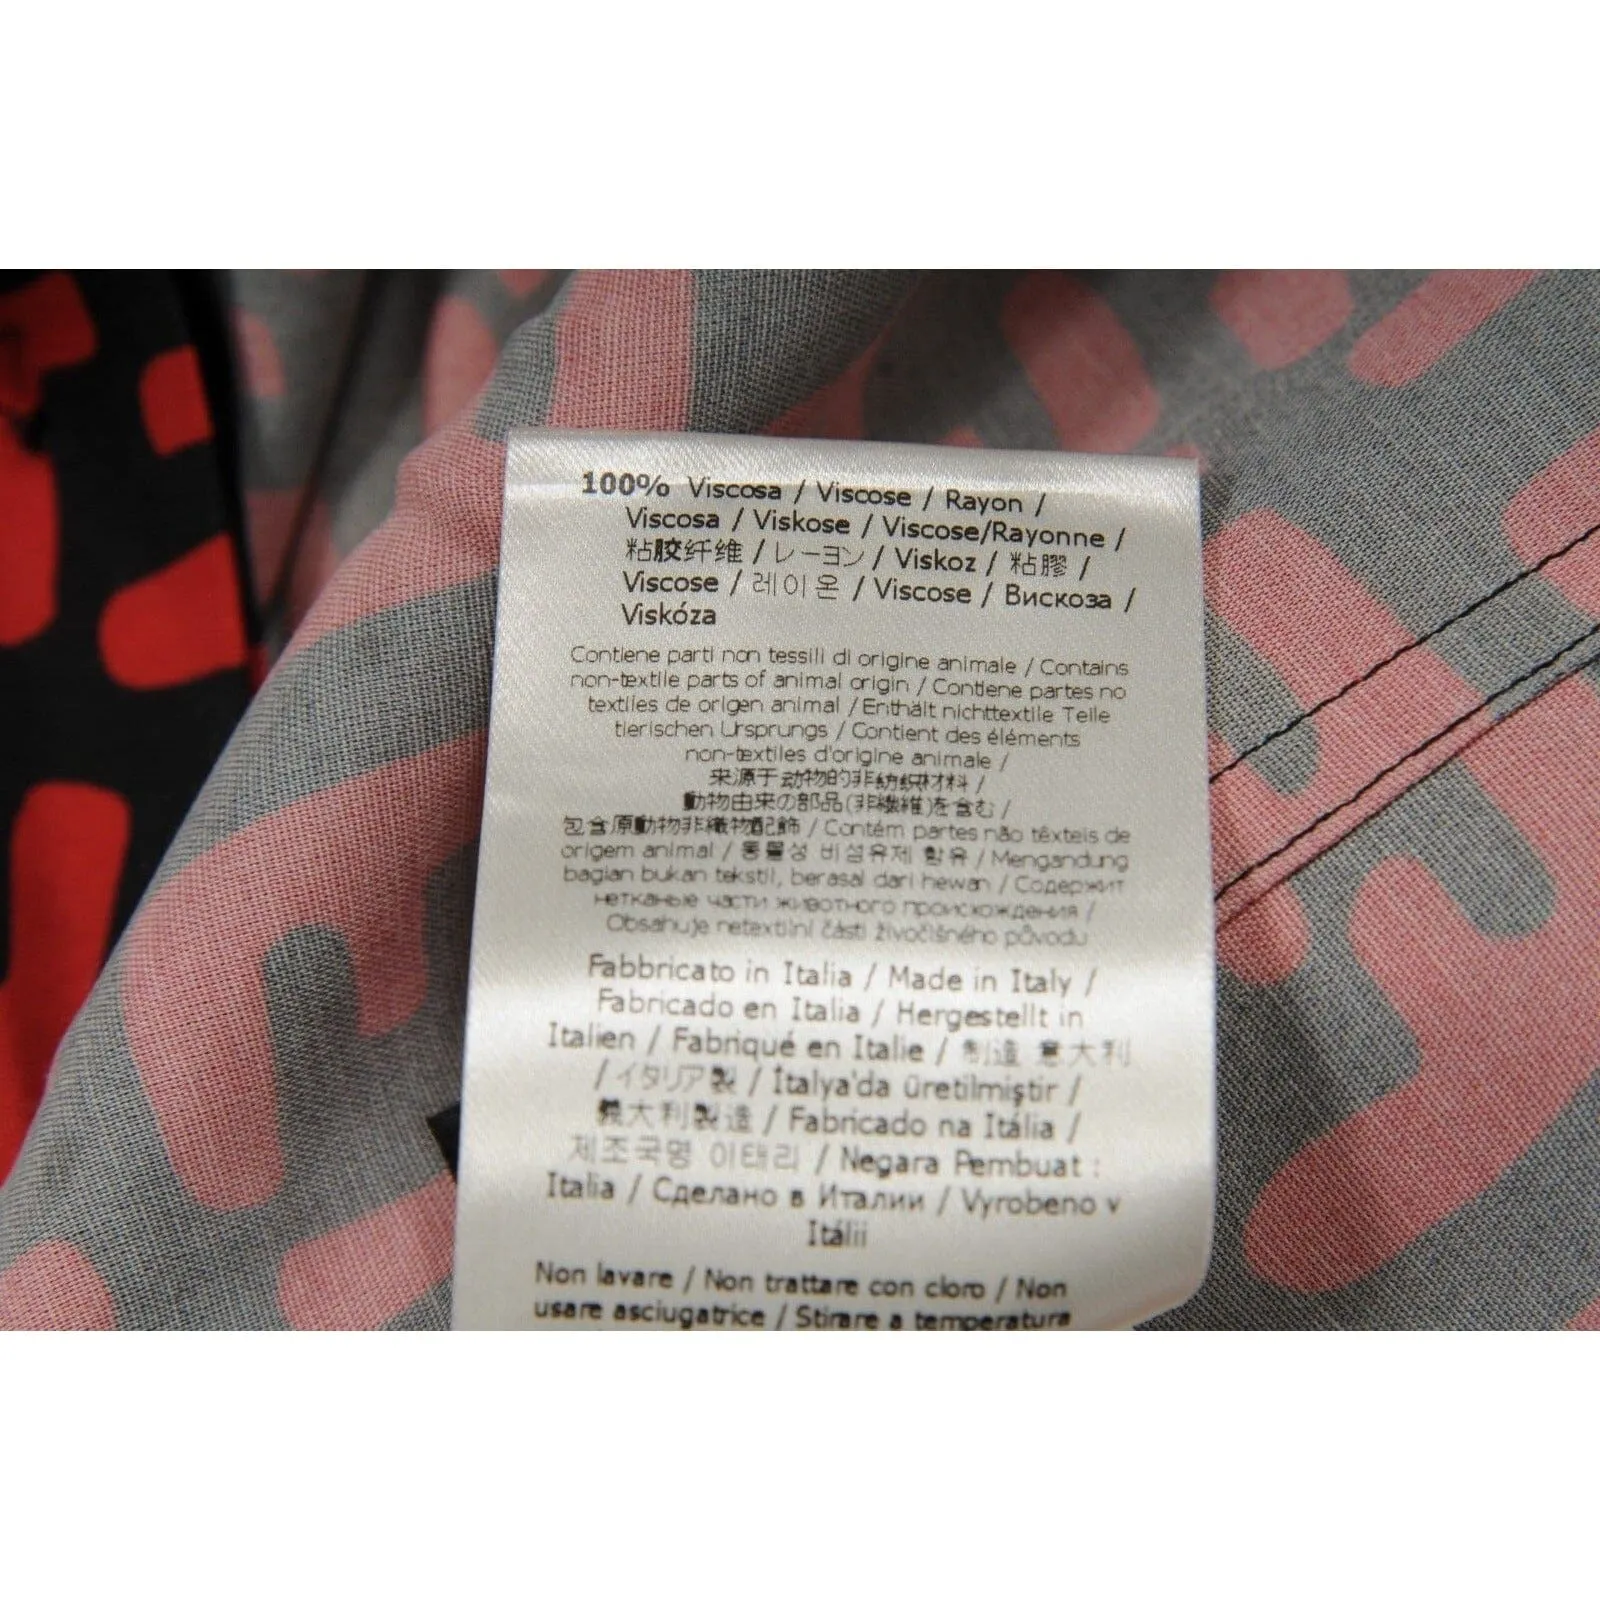 100% Viscosa / Viscose / Rayon /
Viscosa / Viskose / Viscose/Rayonne /
粘胶纤维 / レーヨン / Viskoz / 粘膠 /
Viscose / 레이온 / Viscose / Вискоза /
Viskóza
Contiene parti non tessili di origine animale / Contains
non-textile parts of animal origin / Contiene partes no
textiles de origen animal / Enthält nichttextile Teile
tierischen Ursprungs / Contient des éléments
non-textiles d'origine animale /
来源于动物的非纺织材料 /
動物由来の部品(非繊維)を含む /
包含原動物非織物配飾 / Contém partes não têxteis de
origem animal / 동물성 비섬유제 함유 / Mengandung
bagian bukan tekstil, berasal dari hewan / Содержит
нетканые части животного происхождения /
Obsahuje netextilní části živočišného původu
Fabbricato in Italia / Made in Italy /
Fabricado en Italia / Hergestellt in
Italien / Fabriqué en Italie / 制造 意大利
/ イタリア製 / İtalya'da üretilmiştir /
義大利製造 / Fabricado na Itália /
제조국명 이태리 / Negara Pembuat :
Italia / Сделано в Италии / Vyrobeno v
Itálii
Non lavare / Non trattare con cloro / Non
usare asciugatrice / Stirare a temperatura